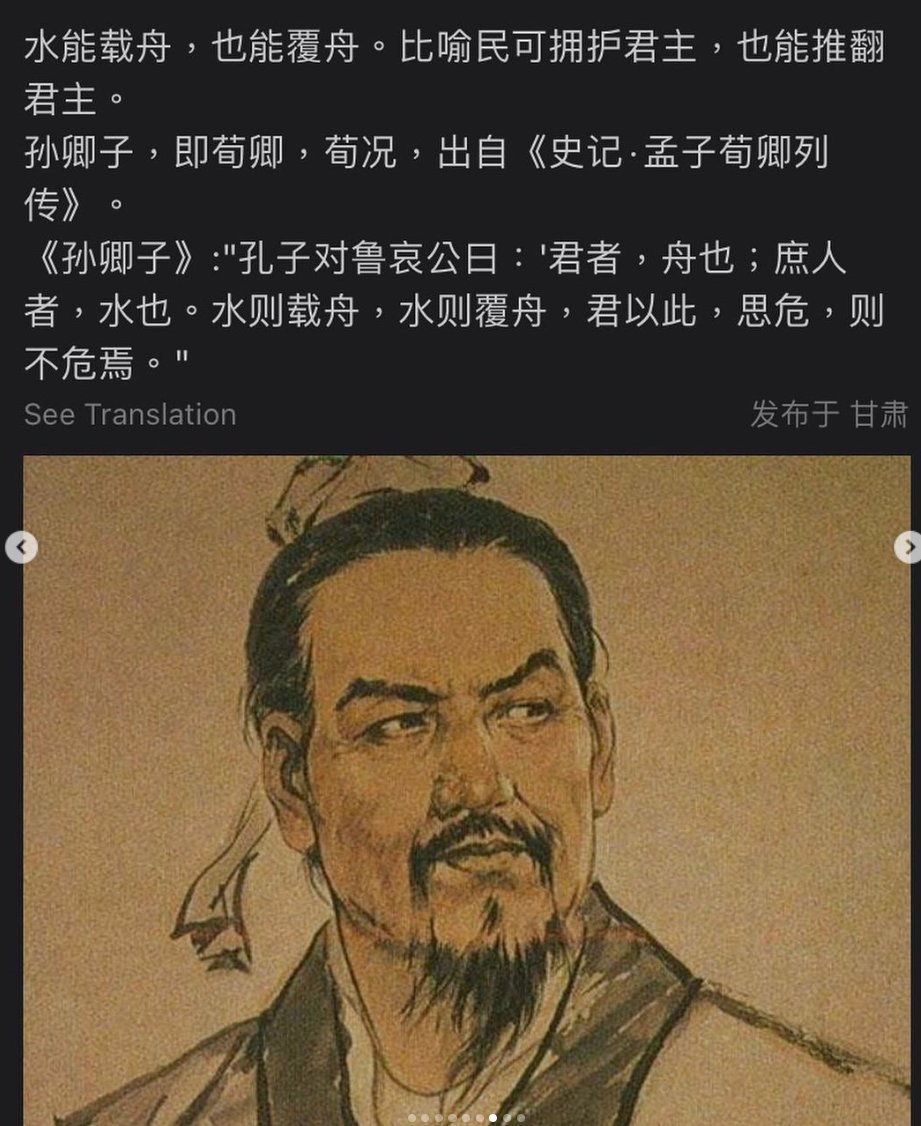 水能载舟，也能覆舟。比喻民可拥护君主，也能推翻
君主。
孙卿子，即荀卿，荀况，出自《史记·孟子荀卿列
传》。
《孙卿子》:"孔子对鲁哀公曰：'君者，舟也；庶人
者，水也。水则载舟，水则覆舟，君以此，思危，则
不危焉。"
See Translation
发布于 甘肃